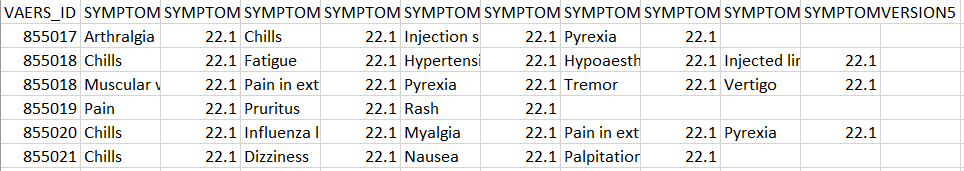 VAERS_ID SYMPTOM SYMPTOM SYMPTOM SYMPTOM SYMPTOM SYMPTOM SYMPTOM SYMPTOM SYMPTOM SYMPTOMVERSION5
855017 Arthralgia 22.1 Chills 22.1 Injection s 22.1 Pyrexia 22.1
855018 Chills 22.1 Fatigue 22.1 Hypertensi 22.1 Hypoaesth 22.1 Injected lir 22.1
855018 Muscular v 22.1 Pain in ext 22.1 Pyrexia 22.1 Tremor 22.1 Vertigo 22.1
855019 Pain 22.1 Pruritus 22.1 Rash 22.1
855020 Chills 22.1 Influenza l 22.1 Myalgia 22.1 Pain in ext 22.1 Pyrexia 22.1
855021 Chills 22.1 Dizziness 22.1 Nausea 22.1 Palpitation 22.1